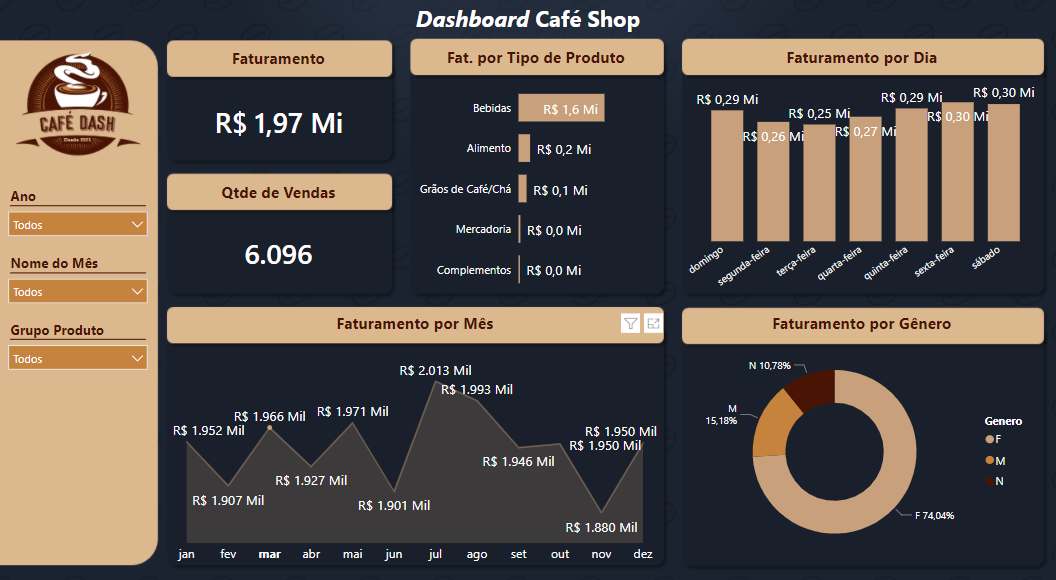 Dashboard Café Shop
CAFÉ DASH
Desde 2023
Ano
Todos
Nome do Mês
Todos
Grupo Produto
Todos
Faturamento
R$ 1,97 Mi
Qtde de Vendas
6.096
Fat. por Tipo de Produto
Bebidas R$ 1,6 Mi
Alimento R$ 0,2 Mi
Grãos de Café/Chá R$ 0,1 Mi
Mercadoria R$ 0,0 Mi
Complementos R$ 0,0 Mi
Faturamento por Dia
R$ 0,29 Mi
R$ 0,26 Mi
R$ 0,25 Mi
R$ 0,27 Mi
R$ 0,29 Mi
R$ 0,30 Mi
R$ 0,30 Mi
domingo
segunda-feira
terça-feira
quarta-feira
quinta-feira
sexta-feira
sábado
Faturamento por Mês
R$ 1.952 Mil
R$ 1.907 Mil
R$ 1.966 Mil
R$ 1.927 Mil
R$ 1.971 Mil
R$ 1.901 Mil
R$ 2.013 Mil
R$ 1.993 Mil
R$ 1.946 Mil
R$ 1.950 Mil
R$ 1.880 Mil
R$ 1.950 Mil
jan fev mar abr mai jun jul ago set out nov dez
Faturamento por Gênero
N 10,78%
M
15,18%
F 74,04%
Genero
F
M
N